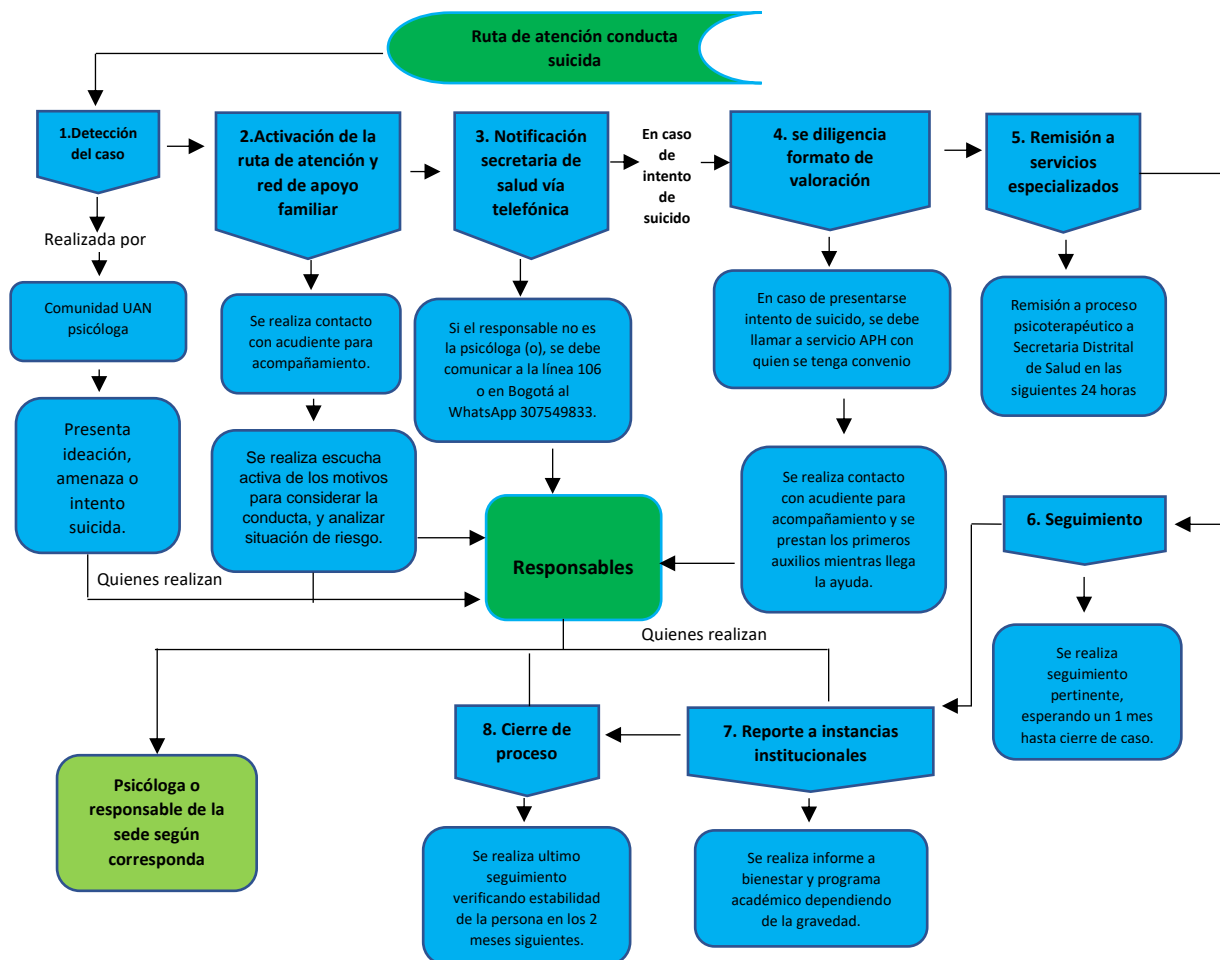 Ruta de atención conducta
suicida
1.Detección
del caso
2.Activación de la
ruta de atención y
red de apoyo
familiar
3. Notificación
secretaria de
salud vía
telefónica
En caso
de
intento
de
suicido
4. se diligencia
formato de
valoración
5. Remisión a
servicios
especializados
Realizada por
Comunidad UAN
psicóloga
Presenta
ideación,
amenaza o
intento
suicida.
Se realiza contacto
con acudiente para
acompañamiento.
Se realiza escucha
activa de los motivos
para considerar la
conducta, y analizar
situación de riesgo.
Si el responsable no es
la psicóloga (o), se debe
comunicar a la línea 106
o en Bogotá al
WhatsApp 307549833.
En caso de presentarse
intento de suicidio, se debe
llamar a servicio APH con
quien se tenga convenio
Se realiza contacto
con acudiente para
acompañamiento y se
prestan los primeros
auxilios mientras llega
la ayuda.
Remisión a proceso
psicoterapéutico a
Secretaria Distrital
de Salud en las
siguientes 24 horas
6. Seguimiento
Se realiza
seguimiento
pertinente,
esperando un 1 mes
hasta cierre de caso.
Quienes realizan
Responsables
Quienes realizan
Psicóloga o
responsable de la
sede según
corresponda
8. Cierre de
proceso
Se realiza ultimo
seguimiento
verificando estabilidad
de la persona en los 2
meses siguientes.
7. Reporte a instancias
institucionales
Se realiza informe a
bienestar y programa
académico dependiendo
de la gravedad.